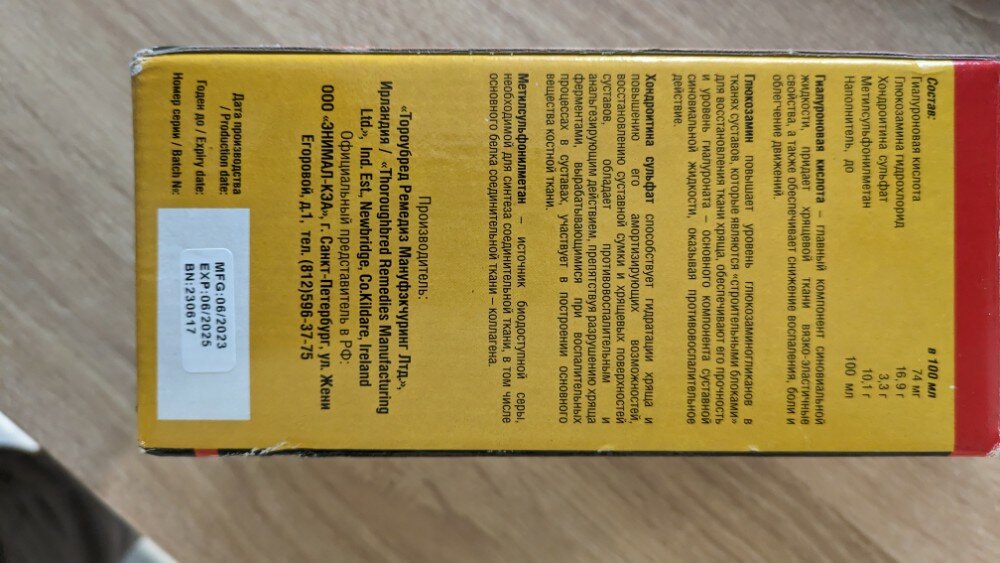 Состав: в 100 мл
Гиалуроновая кислота 74 мг
Глюкозамина гидрохлорид 16,9 г
Хондроитина сульфат 3,3 г
Метилсульфонилметан 10,1 г
Наполнитель, до 100 мл
Гиалуроновая кислота – главный компонент синовиальной
жидкости, придает хрящевой ткани вязко-эластичные
свойства, а также обеспечивает снижение воспаления, боли и
облегчение движений.
Глюкозамин повышает уровень глюкозаминогликанов в
тканях суставов, которые являются «строительными блоками»
для восстановления ткани хряща, обеспечивают его прочность
и уровень гиалуроната – основного компонента суставной
синовиальной жидкости, оказывая противовоспалительное
действие.
Хондроитина сульфат способствует гидратации хряща и
повышению его амортизирующих возможностей,
восстановлению суставной сумки и хрящевых поверхностей
суставов, обладает противовоспалительным и
анальгезирующим действием, препятствуя разрушению хряща
ферментами, вырабатывающимися при воспалительных
процессах в суставах, участвует в построении основного
вещества костной ткани.
Метилсульфонилметан – источник биодоступной серы,
необходимой для синтеза соединительной ткани, в том числе
основного белка соединительной ткани – коллагена.
Производитель:
«Тороубред Ремедиз Мануфэкчуринг Лтд»,
Ирландия / «Thoroughbred Remedies Manufacturing
Ltd», Ind. Est., Newbridge, Co.Kildare, Ireland
Официальный представитель в РФ:
ООО «ЭНИМАЛ-КЭА», г. Санкт-Петербург, ул. Жени
Егоровой, д.1, тел. (812)596-37-75
Дата производства
/ Production date:
Годен до / Expiry date:
Номер серии / Batch №:
MFG:06/2023
EXP:06/2025
BN:230617